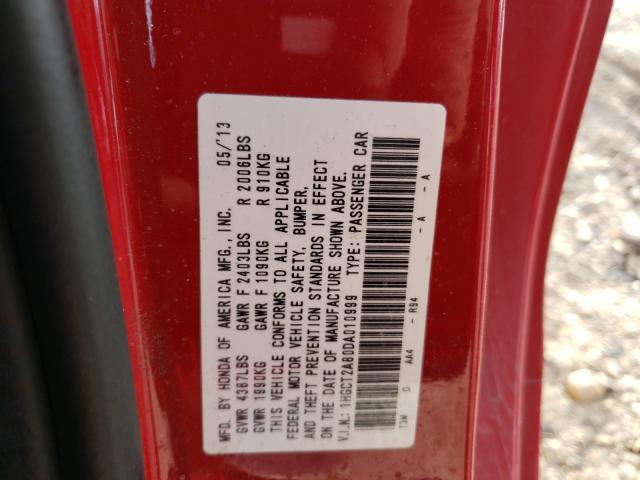 MFD. BY HONDA OF AMERICA MFG., INC. 05/'13
GVWR 4387LBS GAWR F 2403LBS R 2006LBS
GVWR 1990KG GAWR F 1090KG R 910KG
THIS VEHICLE CONFORMS TO ALL APPLICABLE
FEDERAL MOTOR VEHICLE SAFETY, BUMPER,
AND THEFT PREVENTION STANDARDS IN EFFECT
ON THE DATE OF MANUFACTURE SHOWN ABOVE.
V.I.N.: 1HGCT2A80DA010999 TYPE: PASSENGER CAR
T3M D AA4 - R94 - A - A